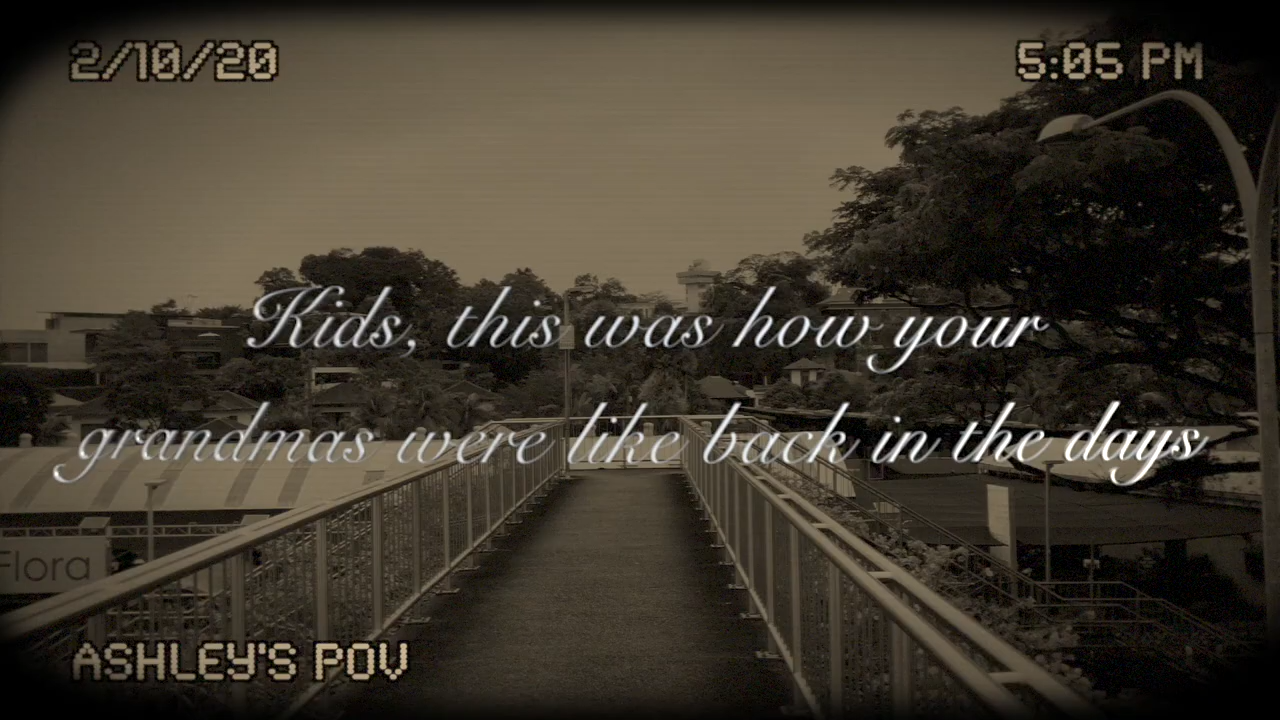 2/10/20
5:05 PM
Kids, this was how your
grandmas were like back in the days
Flora
ASHLEY'S POV